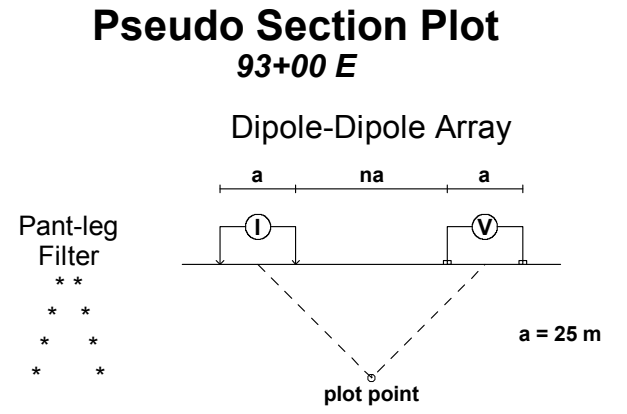 Pseudo Section Plot
93+00 E
Dipole-Dipole Array
a na a
I V
Pant-leg
Filter
* *
* *
* *
* *
a = 25 m
plot point